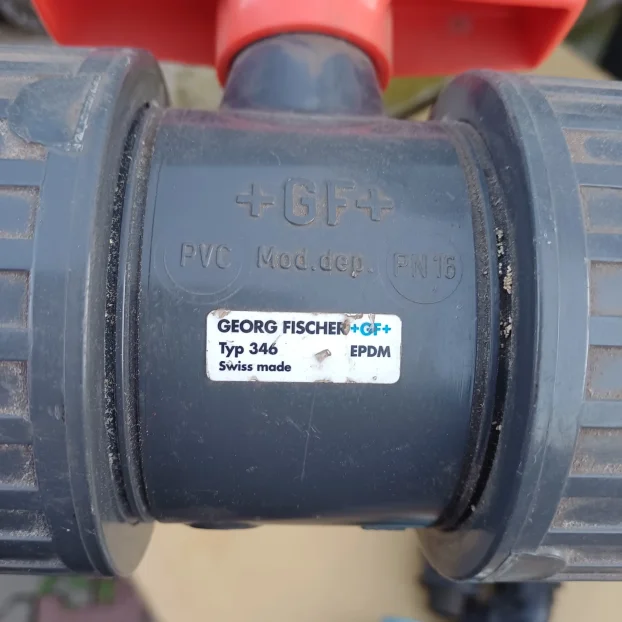 +GF+
PVC Mod.dep. PN 16
GEORG FISCHER +GF+
Typ 346 EPDM
Swiss made